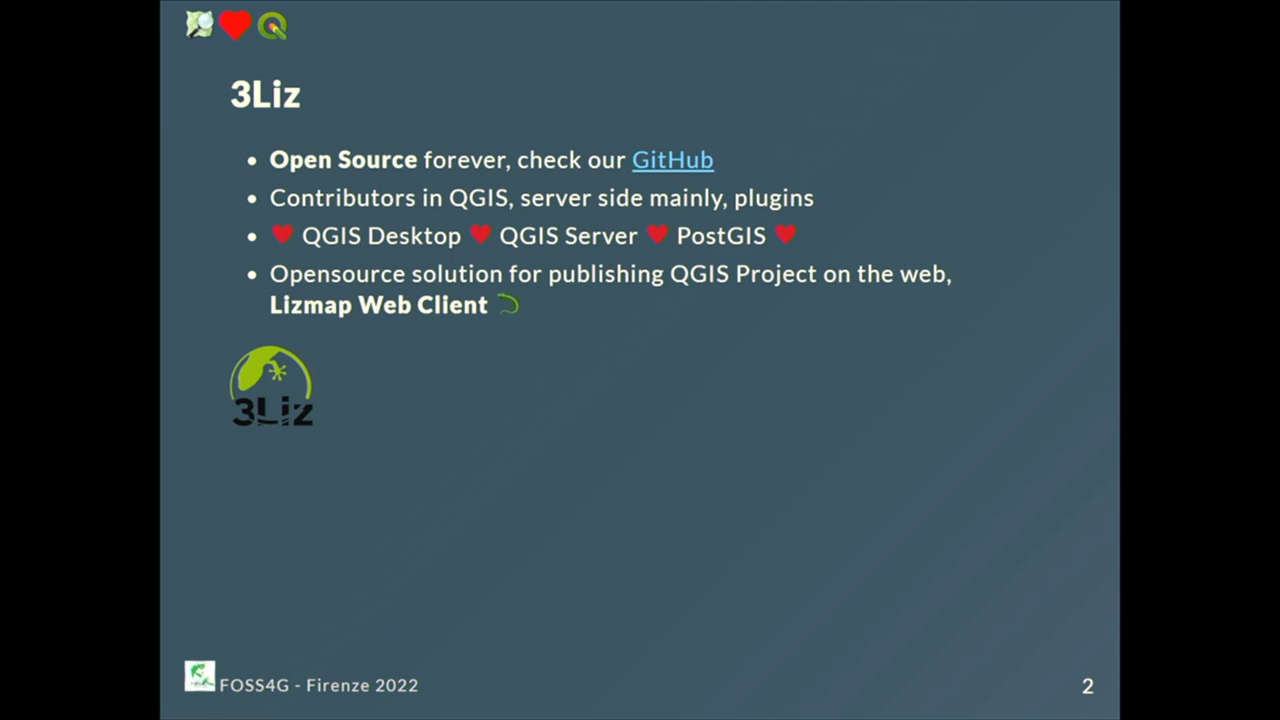 3Liz
Open Source forever, check our GitHub
Contributors in QGIS, server side mainly, plugins
♥ QGIS Desktop ♥ QGIS Server ♥ PostGIS ♥
Opensource solution for publishing QGIS Project on the web,
Lizmap Web Client
3Liz
FOSS4G - Firenze 2022
2